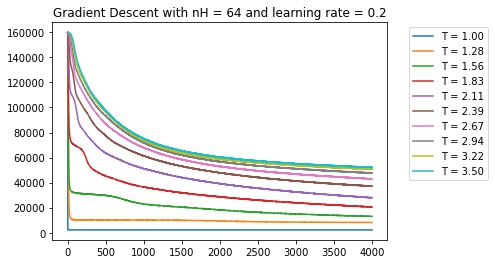 Gradient Descent with nH = 64 and learning rate = 0.2
160000
140000
120000
100000
80000
60000
40000
20000
0
0 500 1000 1500 2000 2500 3000 3500 4000
T = 1.00
T = 1.28
T = 1.56
T = 1.83
T = 2.11
T = 2.39
T = 2.67
T = 2.94
T = 3.22
T = 3.50